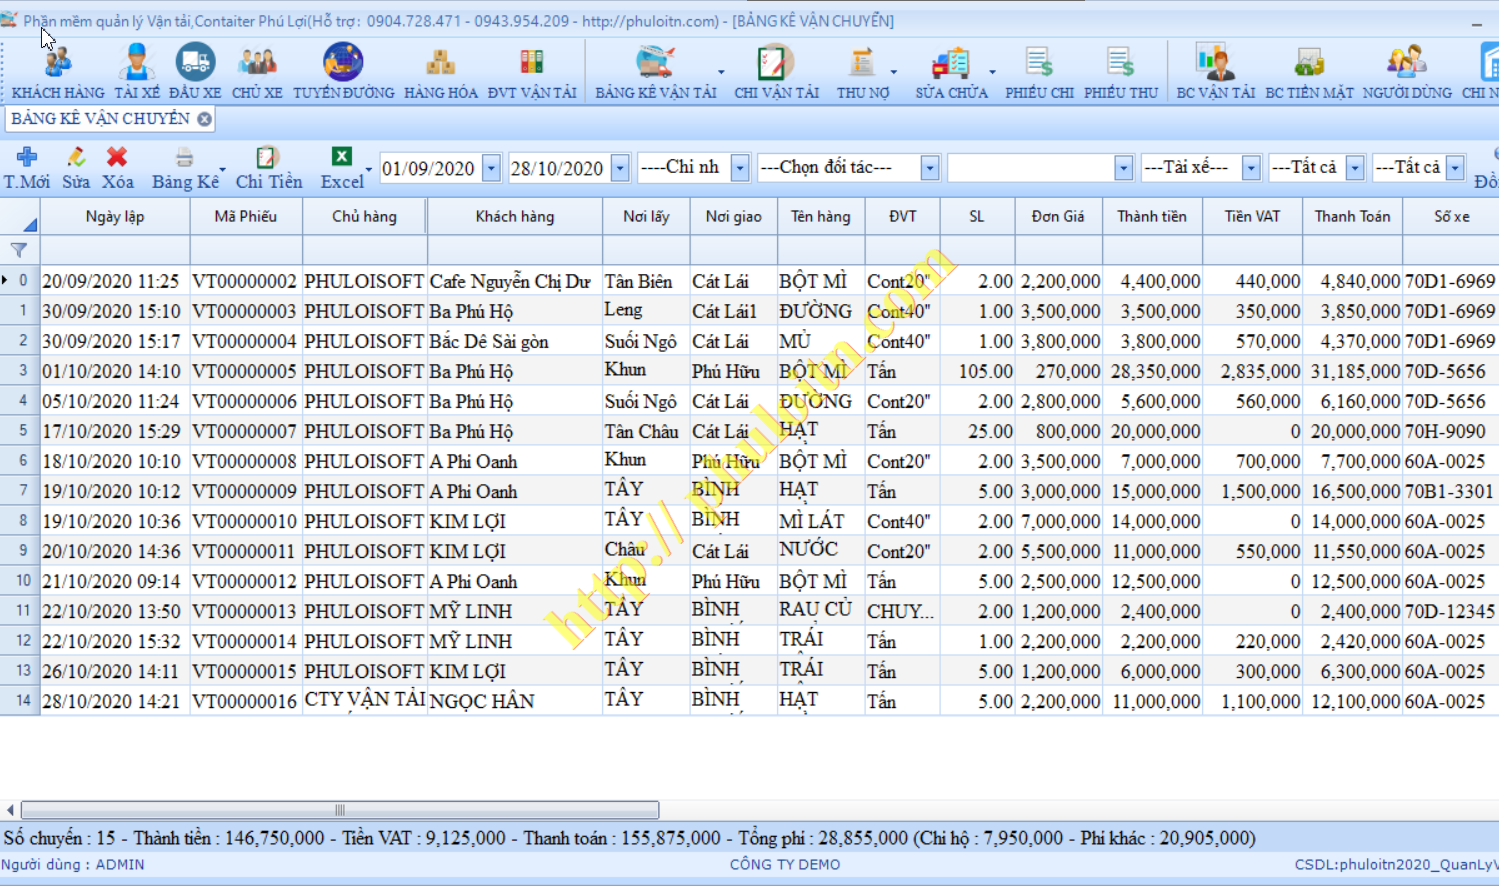 Phần mềm quản lý Vận tải,Contaiter Phú Lợi(Hỗ trợ: 0904.728.471 - 0943.954.209 - http://phuloitn.com) - [BẢNG KÊ VẬN CHUYỂN]
KHÁCH HÀNG TÀI XẾ ĐẦU XE CHỦ XE TUYẾN ĐƯỜNG HÀNG HÓA ĐVT VẬN TẢI BẢNG KÊ VẬN TẢI CHI VẬN TẢI THU NỢ SỬA CHỮA PHIẾU CHI PHIẾU THU BC VẬN TẢI BC TIỀN MẶT NGƯỜI DÙNG CHI N
BẢNG KÊ VẬN CHUYỂN
T.Mới Sửa Xóa Bảng Kê Chi Tiền Excel 01/09/2020 28/10/2020 ----Chi nh ---Chọn đối tác--- ---Tài xế--- ---Tất cả ---Tất cả Đồ
Ngày lập Mã Phiếu Chủ hàng Khách hàng Nơi lấy Nơi giao Tên hàng ĐVT SL Đơn Giá Thành tiền Tiền VAT Thanh Toán Số xe
0 20/09/2020 11:25 VT00000002 PHULOISOFT Cafe Nguyễn Chị Dư Tân Biên Cát Lái BỘT MÌ Cont20" 2.00 2,200,000 4,400,000 440,000 4,840,000 70D1-6969
1 30/09/2020 15:10 VT00000003 PHULOISOFT Ba Phú Hộ Leng Cát Lái1 ĐƯỜNG Cont40" 1.00 3,500,000 3,500,000 350,000 3,850,000 70D1-6969
2 30/09/2020 15:17 VT00000004 PHULOISOFT Bắc Dê Sài gòn Suối Ngô Cát Lái MỦ Cont40" 1.00 3,800,000 3,800,000 570,000 4,370,000 70D1-6969
3 01/10/2020 14:10 VT00000005 PHULOISOFT Ba Phú Hộ Khun Phú Hữu BỘT MÌ Tấn 105.00 270,000 28,350,000 2,835,000 31,185,000 70D-5656
4 05/10/2020 11:24 VT00000006 PHULOISOFT Ba Phú Hộ Suối Ngô Cát Lái ĐƯỜNG Cont20" 2.00 2,800,000 5,600,000 560,000 6,160,000 70D-5656
5 17/10/2020 15:29 VT00000007 PHULOISOFT Ba Phú Hộ Tân Châu Cát Lái HẠT Tấn 25.00 800,000 20,000,000 0 20,000,000 70H-9090
6 18/10/2020 10:10 VT00000008 PHULOISOFT A Phi Oanh Khun Phú Hữu BỘT MÌ Cont20" 2.00 3,500,000 7,000,000 700,000 7,700,000 60A-0025
7 19/10/2020 10:12 VT00000009 PHULOISOFT A Phi Oanh TÂY BÌNH HẠT Tấn 5.00 3,000,000 15,000,000 1,500,000 16,500,000 70B1-3301
8 19/10/2020 10:36 VT00000010 PHULOISOFT KIM LỢI TÂY BÌNH MÌ LÁT Cont40" 2.00 7,000,000 14,000,000 0 14,000,000 60A-0025
9 20/10/2020 14:36 VT00000011 PHULOISOFT KIM LỢI Châu Cát Lái NƯỚC Cont20" 2.00 5,500,000 11,000,000 550,000 11,550,000 60A-0025
10 21/10/2020 09:14 VT00000012 PHULOISOFT A Phi Oanh Khun Phú Hữu BỘT MÌ Tấn 5.00 2,500,000 12,500,000 0 12,500,000 60A-0025
11 22/10/2020 13:50 VT00000013 PHULOISOFT MỸ LINH TÂY BÌNH RAU CỦ CHUY... 2.00 1,200,000 2,400,000 0 2,400,000 70D-12345
12 22/10/2020 15:32 VT00000014 PHULOISOFT MỸ LINH TÂY BÌNH TRÁI Tấn 1.00 2,200,000 2,200,000 220,000 2,420,000 60A-0025
13 26/10/2020 14:11 VT00000015 PHULOISOFT KIM LỢI TÂY BÌNH TRÁI Tấn 5.00 1,200,000 6,000,000 300,000 6,300,000 60A-0025
14 28/10/2020 14:21 VT00000016 CTY VẬN TẢI NGỌC HÂN TÂY BÌNH HẠT Tấn 5.00 2,200,000 11,000,000 1,100,000 12,100,000 60A-0025
http:// phuloitn.com
Số chuyến : 15 - Thành tiền : 146,750,000 - Tiền VAT : 9,125,000 - Thanh toán : 155,875,000 - Tổng phí : 28,855,000 (Chi hộ : 7,950,000 - Phí khác : 20,905,000)
Người dùng : ADMIN CÔNG TY DEMO CSDL:phuloitn2020_QuanLyV